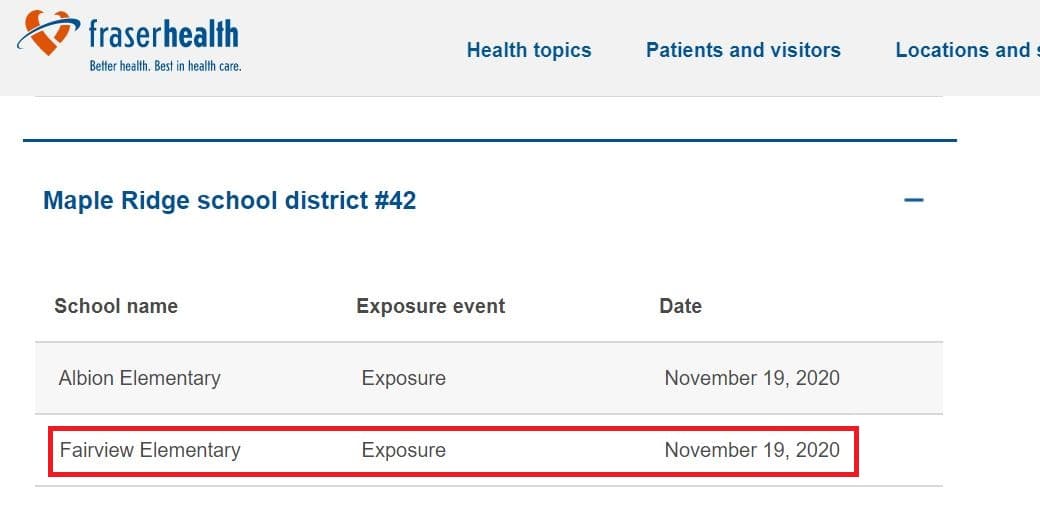 fraserhealth
Better health. Best in health care.
Health topics Patients and visitors Locations and
Maple Ridge school district #42
School name Exposure event Date
Albion Elementary Exposure November 19, 2020
Fairview Elementary Exposure November 19, 2020